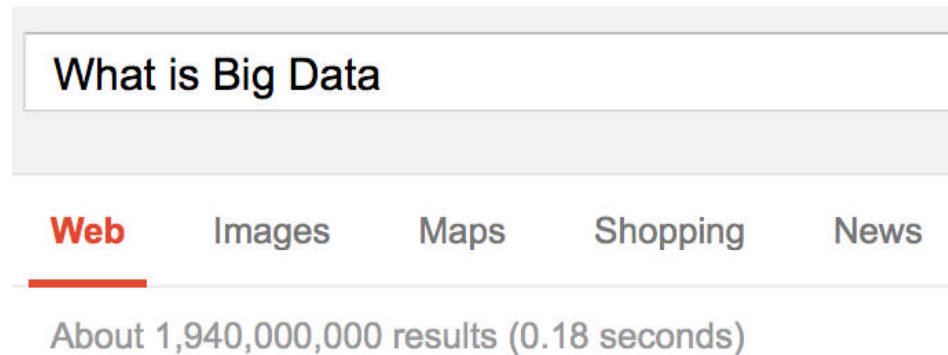 What is Big Data
Web Images Maps Shopping News
About 1,940,000,000 results (0.18 seconds)